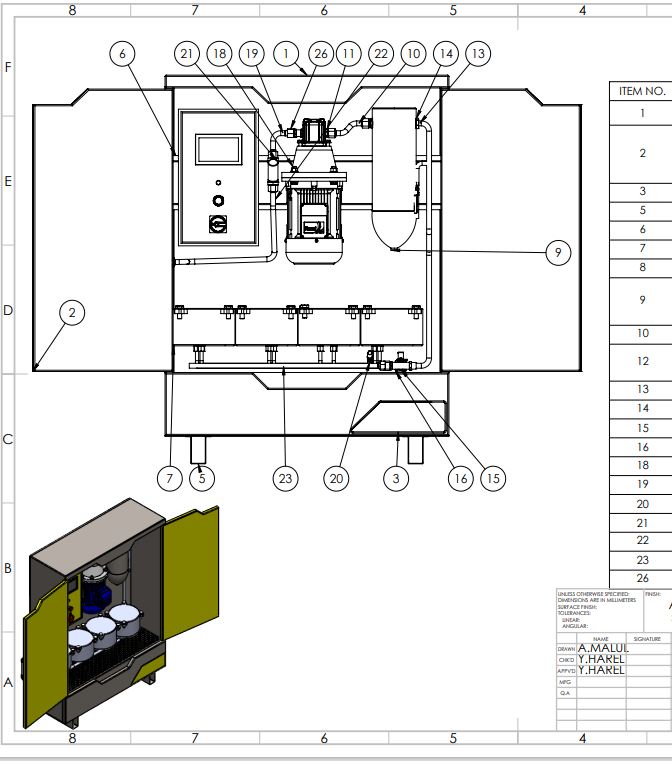 8 7 6 5 4
F
E
D
C
B
A
6 21 18 19 26 11 1 22 10 14 13
9
2
7 5 23 20 3 16 15
ITEM NO.
1
2
3
5
6
7
8
9
10
12
13
14
15
16
18
19
20
21
22
23
26
UNLESS OTHERWISE SPECIFIED:
DIMENSIONS ARE IN MILLIMETERS
SURFACE FINISH:
TOLERANCES:
LINEAR:
ANGULAR:
FINISH:
NAME SIGNATURE
DRAWN A.MALUL
CHK'D Y.HAREL
APPV'D Y.HAREL
MFG
Q.A
8 7 6 5 4